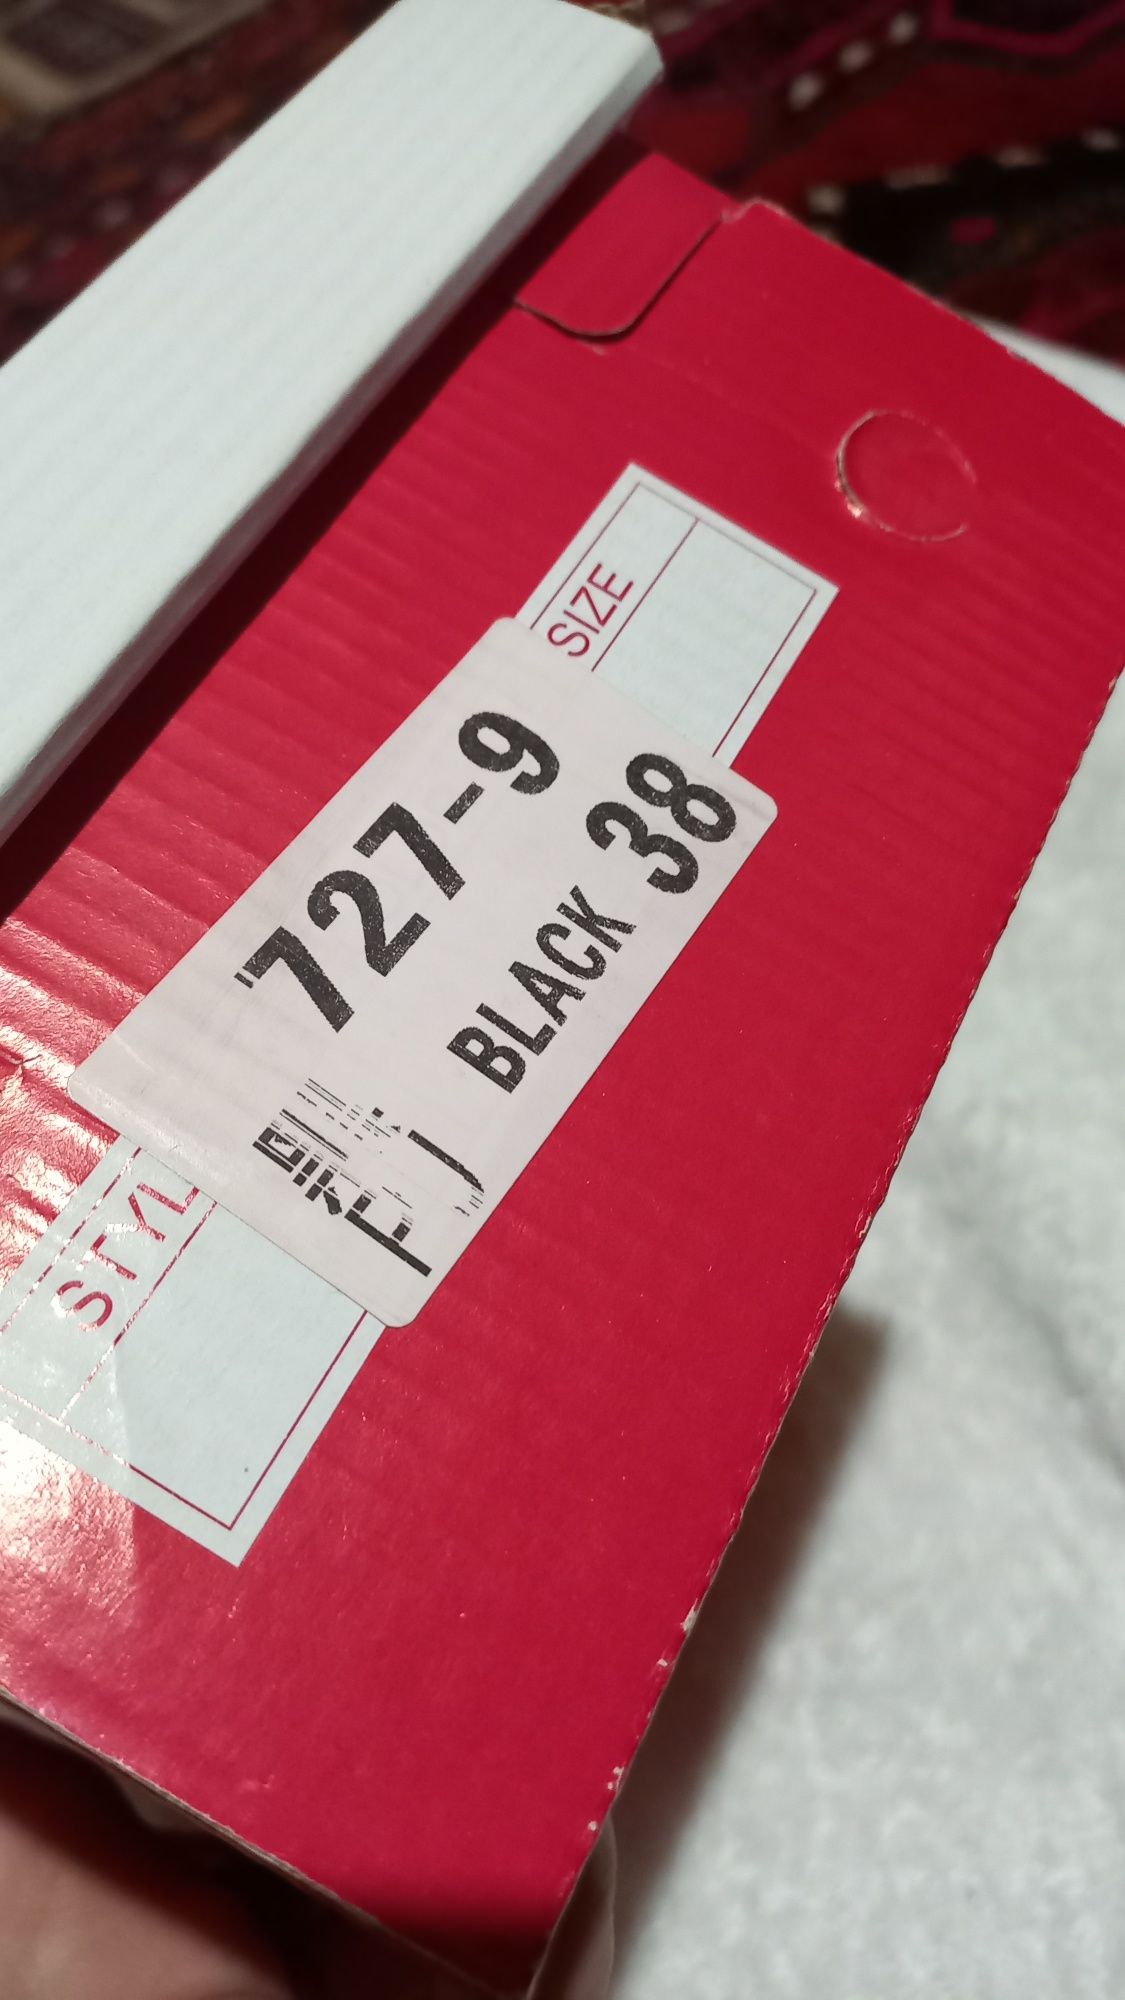 SIZE
'727-9
BLACK 38
STYL